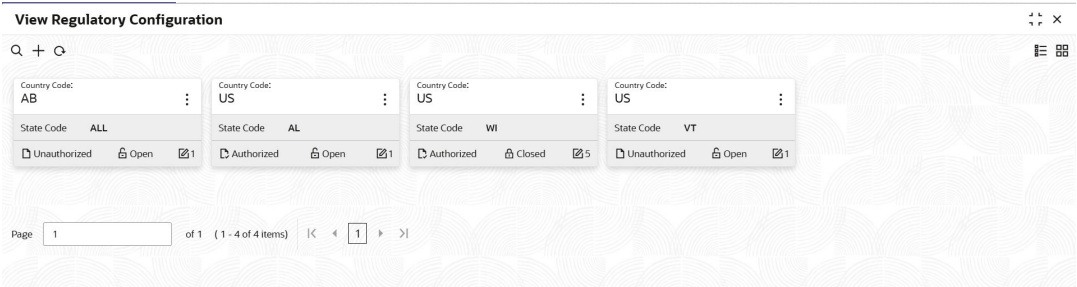 View Regulatory Configuration
Country Code: Country Code: Country Code: Country Code:
AB US US US
State Code ALL State Code AL State Code WI State Code VT
Unauthorized Open 1 Authorized Open 1 Authorized Closed 5 Unauthorized Open 1
Page 1 of 1 ( 1 - 4 of 4 items) 1